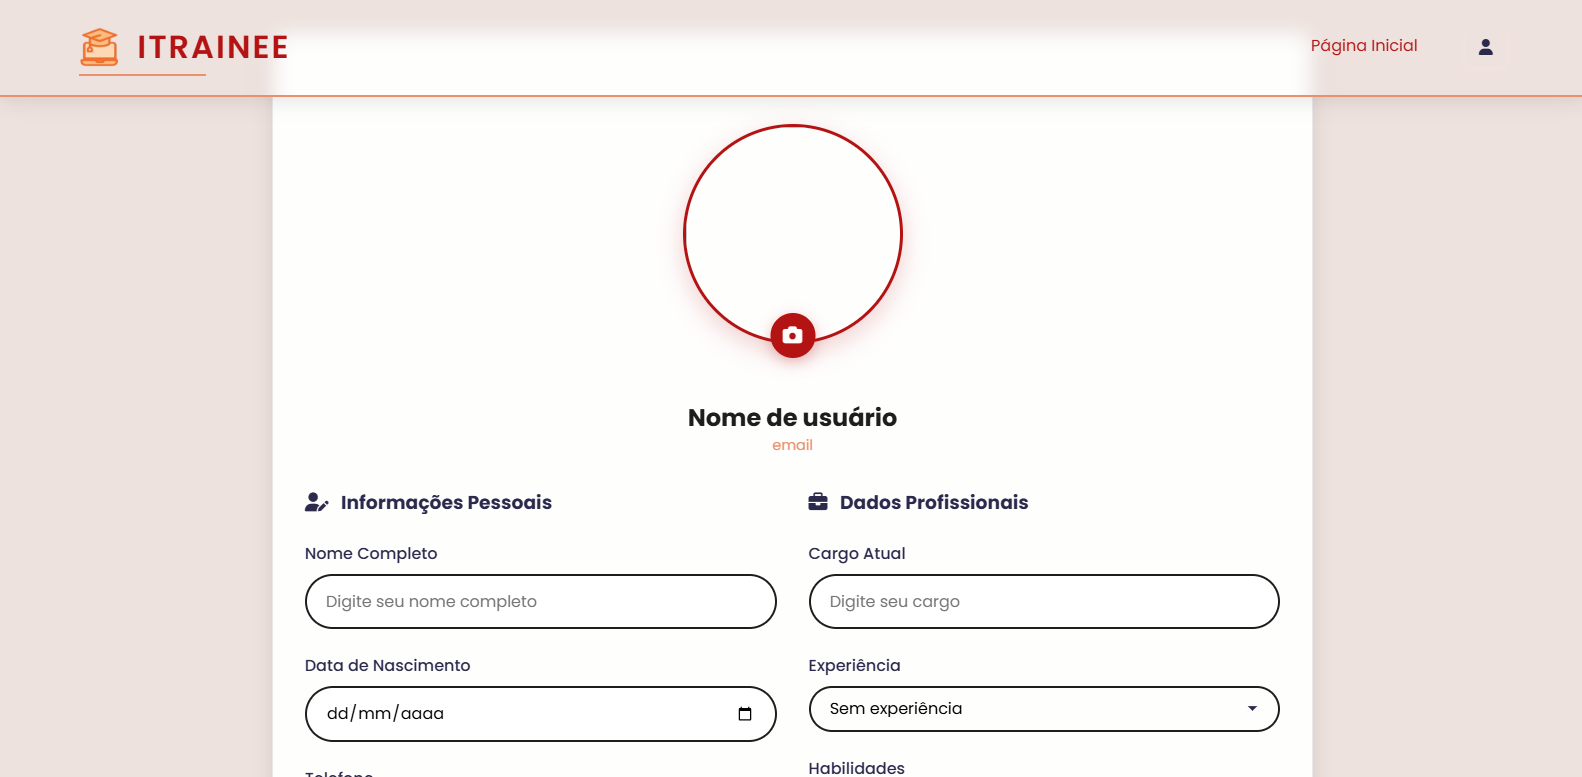 ITRAINEE
Página Inicial
Nome de usuário
email
Informações Pessoais
Nome Completo
Digite seu nome completo
Data de Nascimento
dd/mm/aaaa
Dados Profissionais
Cargo Atual
Digite seu cargo
Experiência
Sem experiência
Habilidades